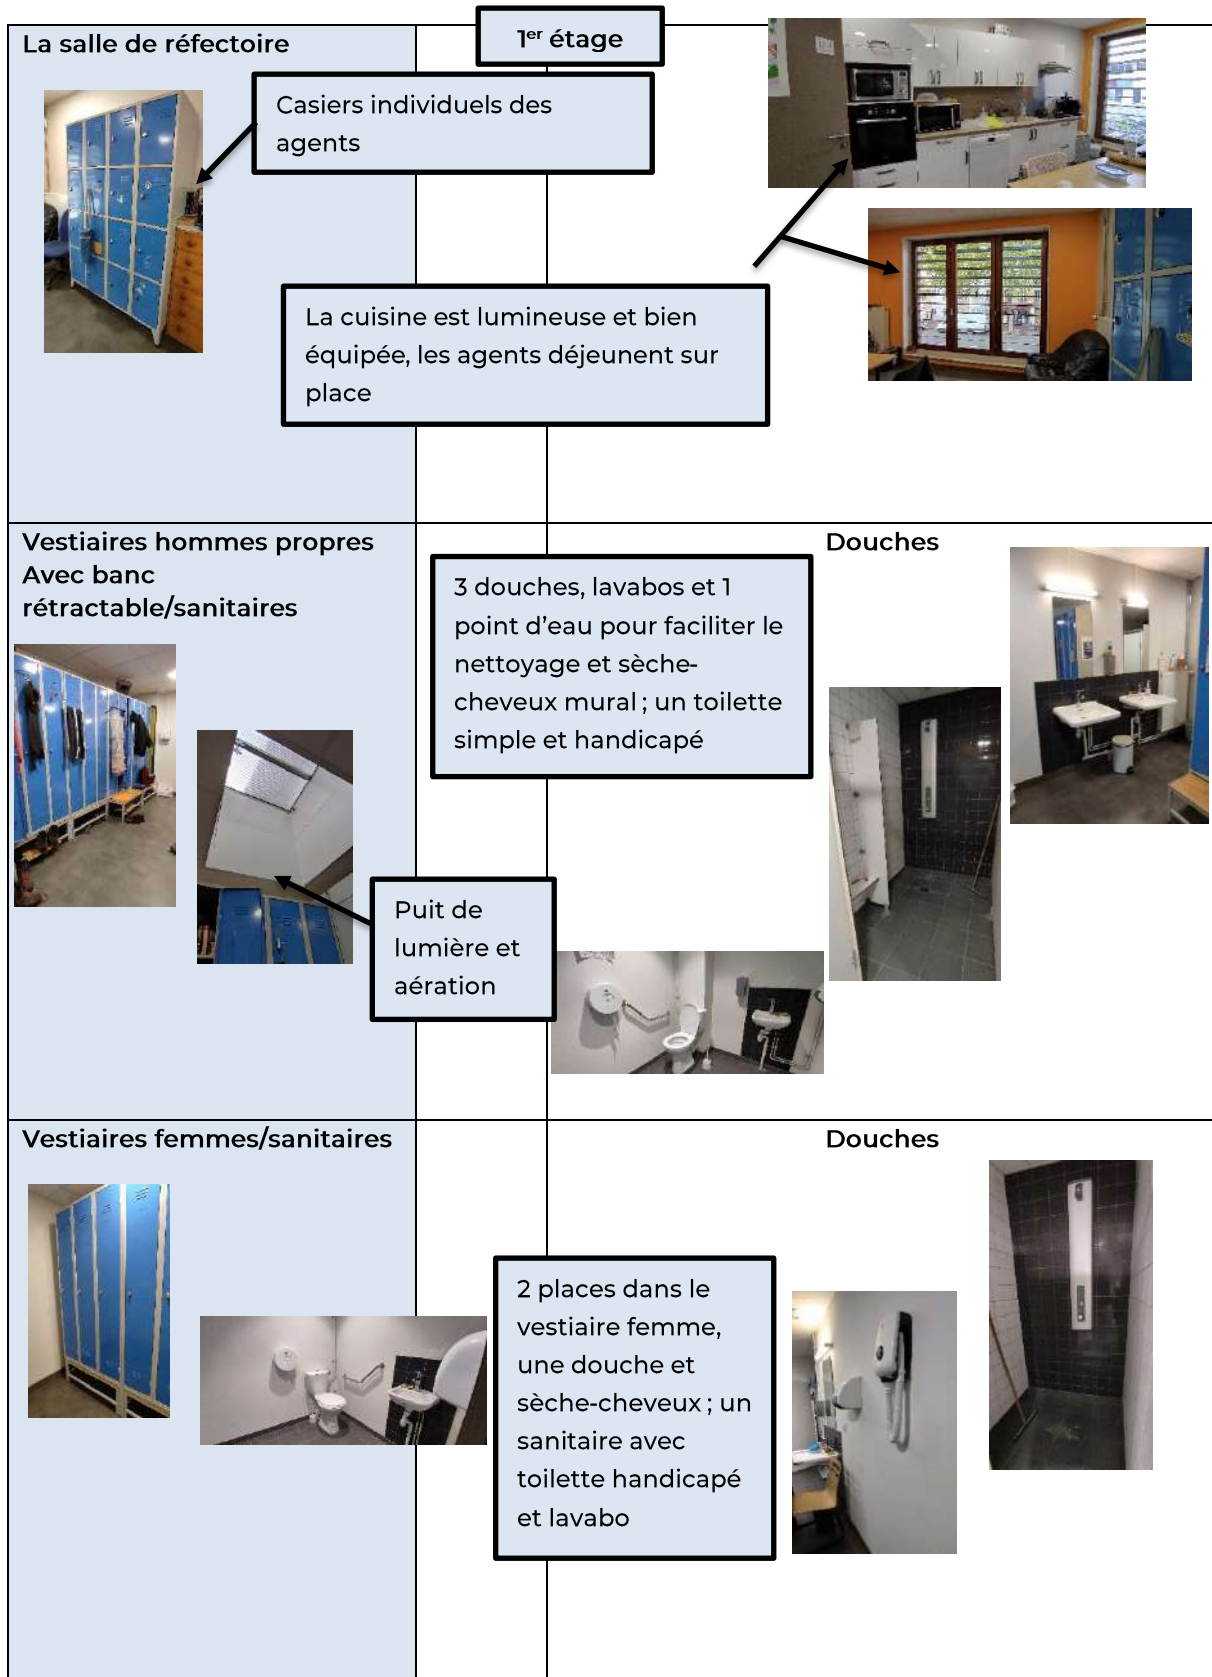 La salle de réfectoire
1er étage
Casiers individuels des
agents
La cuisine est lumineuse et bien
équipée, les agents déjeunent sur
place
Vestiaires hommes propres
Avec banc
rétractable/sanitaires
Douches
3 douches, lavabos et 1
point d’eau pour faciliter le
nettoyage et sèche-
cheveux mural ; un toilette
simple et handicapé
Puit de
lumière et
aération
Vestiaires femmes/sanitaires
Douches
2 places dans le
vestiaire femme,
une douche et
sèche-cheveux ; un
sanitaire avec
toilette handicapé
et lavabo